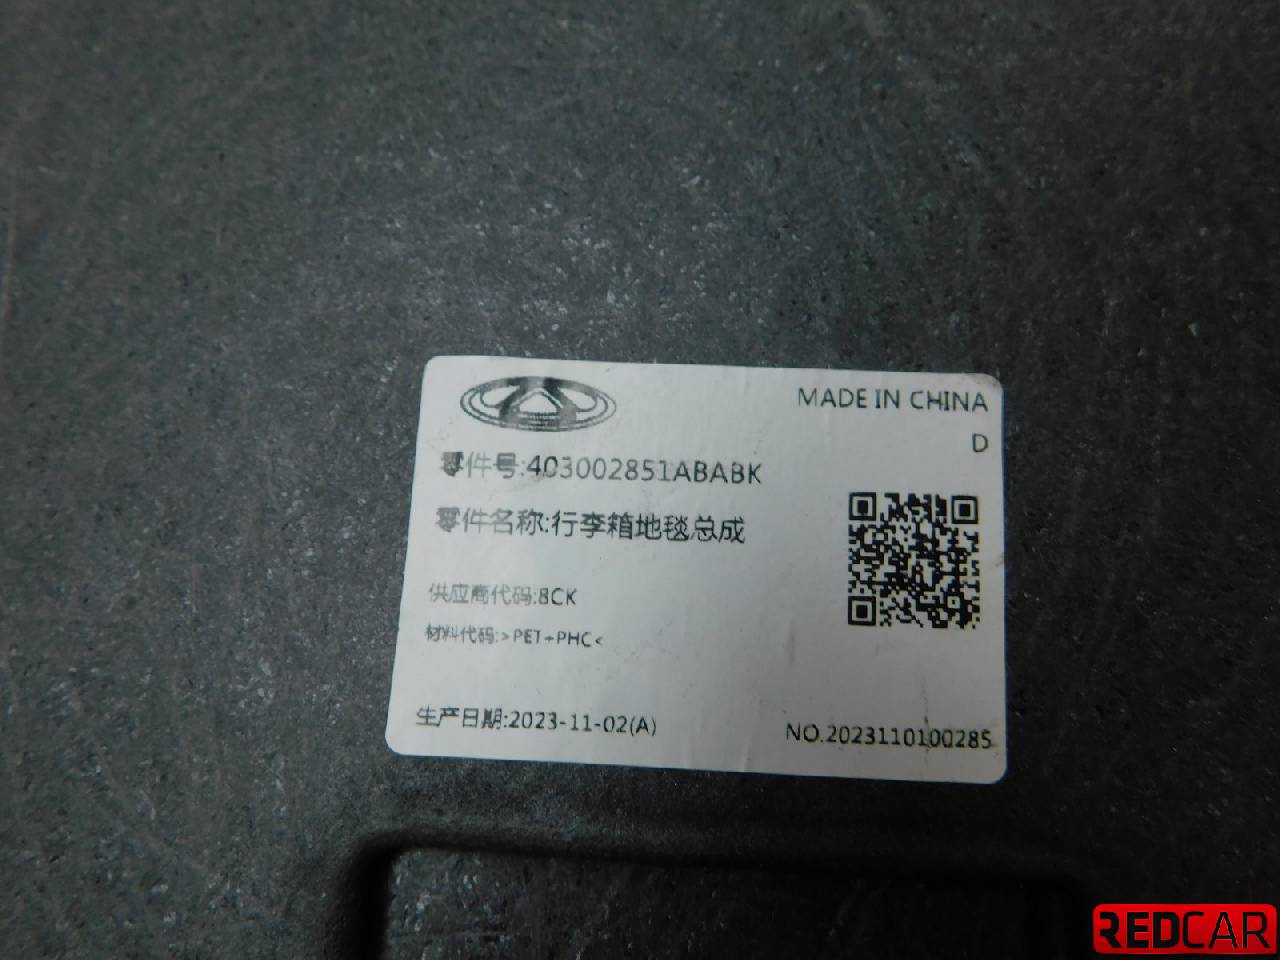 MADE IN CHINA
D
零件号:403002851ABABK
零件名称:行李箱地毯总成
供应商代码:8CK
材料代码:>PET+PHC<
生产日期:2023-11-02(A)
NO.2023110100285
REDCAR